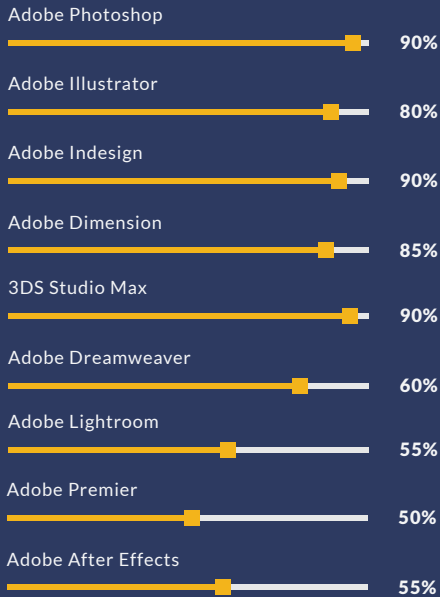 Adobe Photoshop
90%
Adobe Illustrator
80%
Adobe Indesign
90%
Adobe Dimension
85%
3DS Studio Max
90%
Adobe Dreamweaver
60%
Adobe Lightroom
55%
Adobe Premier
50%
Adobe After Effects
55%